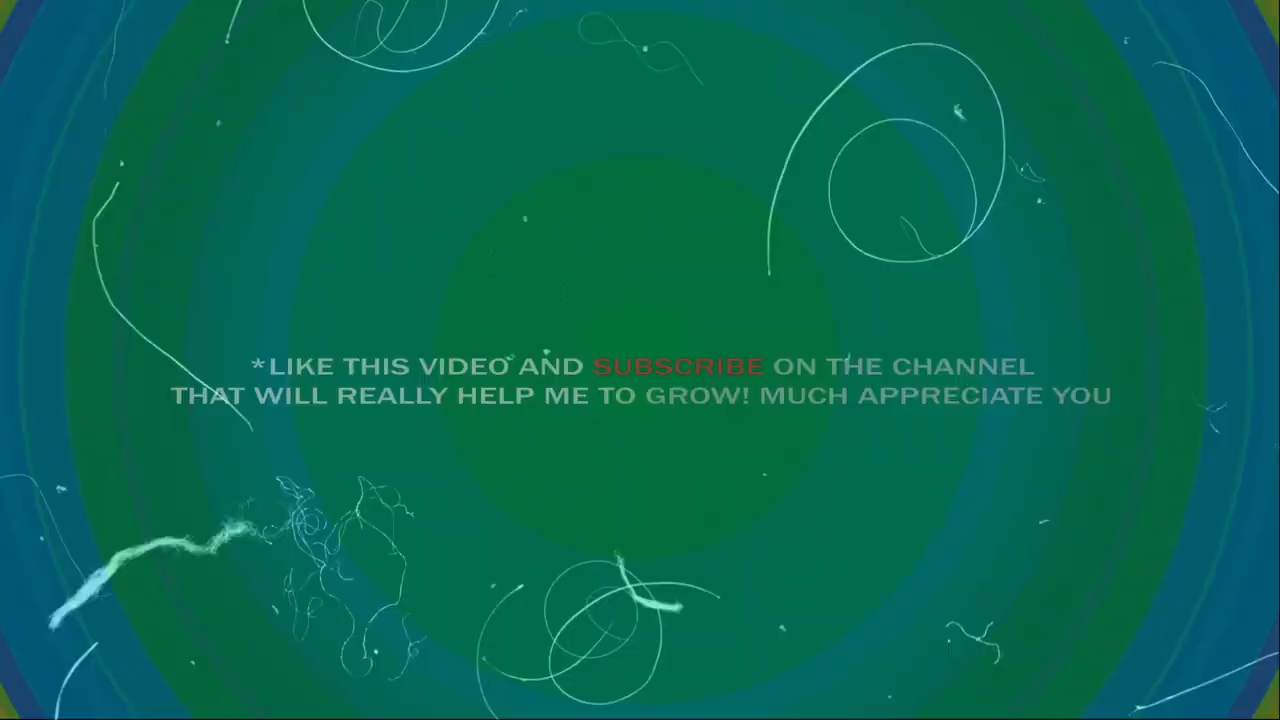 *LIKE THIS VIDEO AND SUBSCRIBE ON THE CHANNEL
THAT WILL REALLY HELP ME TO GROW! MUCH APPRECIATE YOU